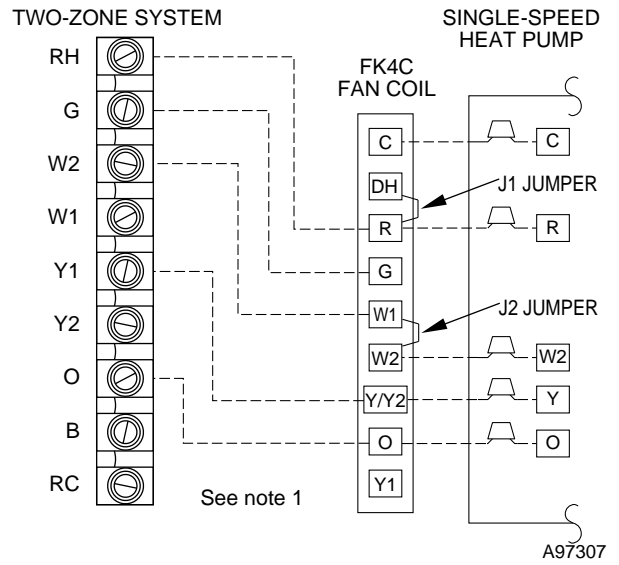 TWO-ZONE SYSTEM
SINGLE-SPEED
HEAT PUMP
FK4C
FAN COIL
RH
G
W2
W1
Y1
Y2
O
B
RC
C
DH
R
G
W1
W2
Y/Y2
O
Y1
J1 JUMPER
J2 JUMPER
C
R
W2
Y
O
See note 1
A97307